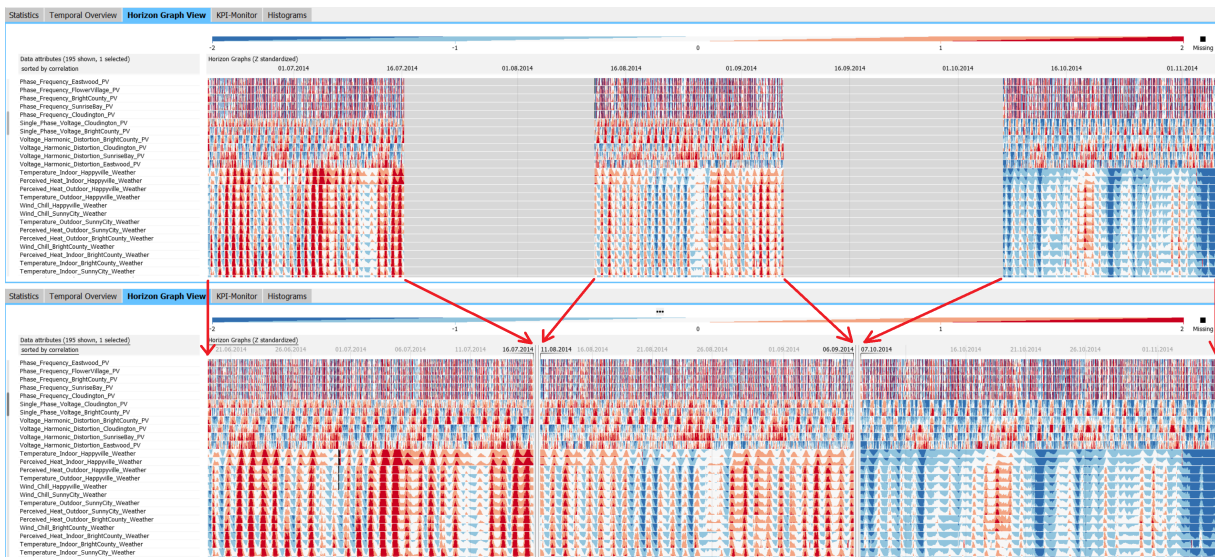 Statistics Temporal Overview Horizon Graph View KPI-Monitor Histograms
-2 -1 0 1 2 Missing
Data attributes (195 shown, 1 selected) Horizon Graphs (Z standardized)
sorted by correlation 01.07.2014 16.07.2014 01.08.2014 16.08.2014 01.09.2014 16.09.2014 01.10.2014 16.10.2014 01.11.2014
Phase_Frequency_Eastwood_PV
Phase_Frequency_FlowerVillage_PV
Phase_Frequency_BrightCounty_PV
Phase_Frequency_SunriseBay_PV
Phase_Frequency_Cloudington_PV
Single_Phase_Voltage_Cloudington_PV
Single_Phase_Voltage_BrightCounty_PV
Voltage_Harmonic_Distortion_BrightCounty_PV
Voltage_Harmonic_Distortion_Cloudington_PV
Voltage_Harmonic_Distortion_SunriseBay_PV
Voltage_Harmonic_Distortion_Eastwood_PV
Temperature_Indoor_Happyville_Weather
Perceived_Heat_Indoor_Happyville_Weather
Perceived_Heat_Outdoor_Happyville_Weather
Temperature_Outdoor_Happyville_Weather
Wind_Chill_Happyville_Weather
Wind_Chill_SunnyCity_Weather
Temperature_Outdoor_SunnyCity_Weather
Perceived_Heat_Outdoor_SunnyCity_Weather
Perceived_Heat_Outdoor_BrightCounty_Weather
Wind_Chill_BrightCounty_Weather
Perceived_Heat_Indoor_BrightCounty_Weather
Temperature_Indoor_BrightCounty_Weather
Temperature_Indoor_SunnyCity_Weather
Statistics Temporal Overview Horizon Graph View KPI-Monitor Histograms
-2 -1 0 1 2 Missing
Data attributes (195 shown, 1 selected) Horizon Graphs (Z standardized)
sorted by correlation 21.06.2014 26.06.2014 01.07.2014 06.07.2014 11.07.2014 16.07.2014 11.08.2014 16.08.2014 21.08.2014 26.08.2014 01.09.2014 06.09.2014 07.10.2014 16.10.2014 21.10.2014 26.10.2014 01.11.2014
Phase_Frequency_Eastwood_PV
Phase_Frequency_FlowerVillage_PV
Phase_Frequency_BrightCounty_PV
Phase_Frequency_SunriseBay_PV
Phase_Frequency_Cloudington_PV
Single_Phase_Voltage_Cloudington_PV
Single_Phase_Voltage_BrightCounty_PV
Voltage_Harmonic_Distortion_BrightCounty_PV
Voltage_Harmonic_Distortion_Cloudington_PV
Voltage_Harmonic_Distortion_SunriseBay_PV
Voltage_Harmonic_Distortion_Eastwood_PV
Temperature_Indoor_Happyville_Weather
Perceived_Heat_Indoor_Happyville_Weather
Perceived_Heat_Outdoor_Happyville_Weather
Temperature_Outdoor_Happyville_Weather
Wind_Chill_Happyville_Weather
Wind_Chill_SunnyCity_Weather
Temperature_Outdoor_SunnyCity_Weather
Perceived_Heat_Outdoor_SunnyCity_Weather
Perceived_Heat_Outdoor_BrightCounty_Weather
Wind_Chill_BrightCounty_Weather
Perceived_Heat_Indoor_BrightCounty_Weather
Temperature_Indoor_BrightCounty_Weather
Temperature_Indoor_SunnyCity_Weather